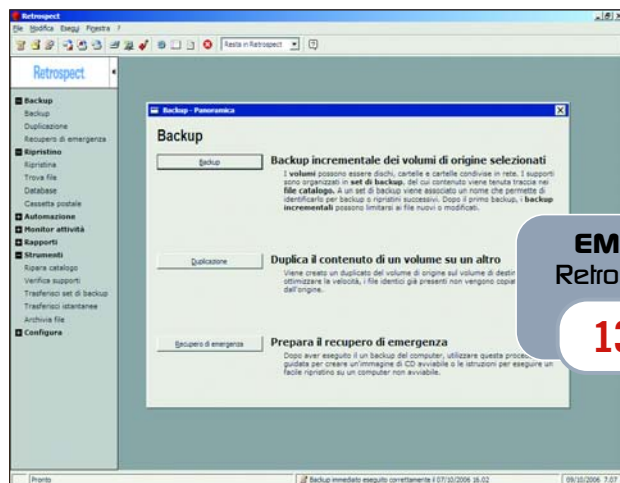 Retrospect
File Modifica Esegui Finestra ?
Resta in Retrospect
Retrospect
Backup
Backup
Duplicazione
Recupero di emergenza
Ripristino
Ripristina
Trova file
Database
Cassetta postale
Automazione
Monitor attività
Rapporti
Strumenti
Ripara catalogo
Verifica supporti
Trasferisci set di backup
Trasferisci istantanee
Archivia file
Configura
Backup - Panoramica
Backup
Backup
Backup incrementale dei volumi di origine selezionati
I volumi possono essere dischi, cartelle e cartelle condivise in rete. I supporti
sono organizzati in set di backup, del cui contenuto viene tenuta traccia nei
file catalogo. A un set di backup viene associato un nome che permette di
identificarlo per backup o ripristini successivi. Dopo il primo backup, i backup
incrementali possono limitarsi ai file nuovi o modificati.
Duplicazione
Duplica il contenuto di un volume su un altro
Viene creato un duplicato del volume di origine sul volume di destin
ottimizzare la velocità, i file identici già presenti non vengono copiat
dall'origine.
Recupero di emergenza
Prepara il recupero di emergenza
Dopo aver eseguito il un backup del computer, utilizzare questa proced
guidata per creare un'immagine di CD avviabile o le istruzioni per eseguire un
facile ripristino su un computer non avviabile.
EM
Retro
13
Pronto
Backup immediato eseguito correttamente il 07/10/2006 16.02
09/10/2006 7.07